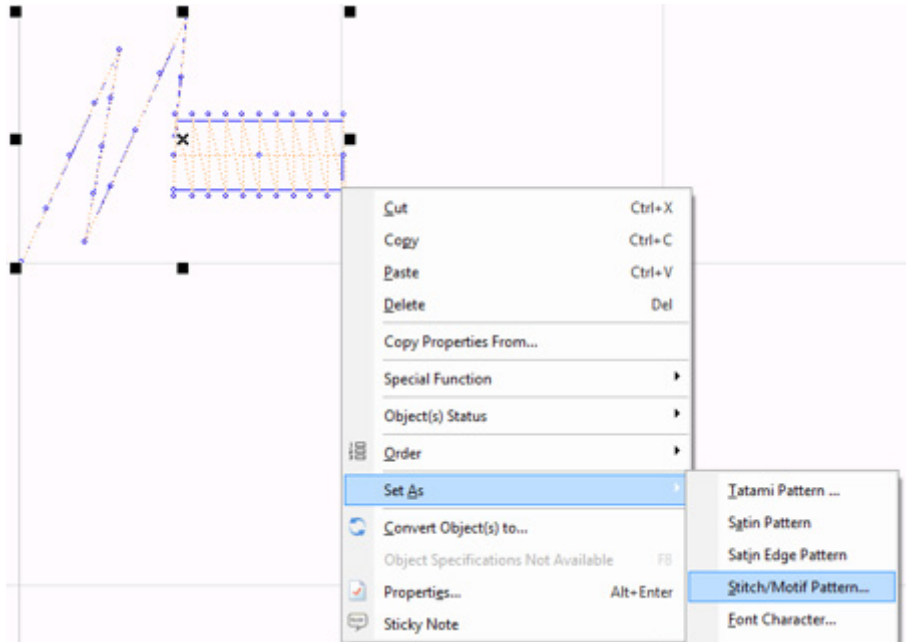 Cut Ctrl+X
Copy Ctrl+C
Paste Ctrl+V
Delete Del
Copy Properties From...
Special Function
Object(s) Status
Order
Set As
Convert Object(s) to...
Object Specifications Not Available F8
Properties... Alt+Enter
Sticky Note
Tatami Pattern ...
Satin Pattern
Satin Edge Pattern
Stitch/Motif Pattern...
Font Character...